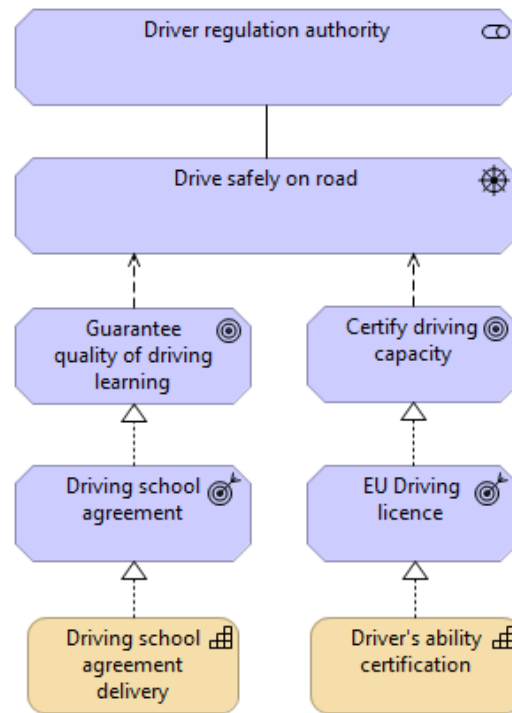 Driver regulation authority
Drive safely on road
Guarantee
quality of driving
learning
Certify driving
capacity
Driving school
agreement
EU Driving
licence
Driving school
agreement
delivery
Driver's ability
certification